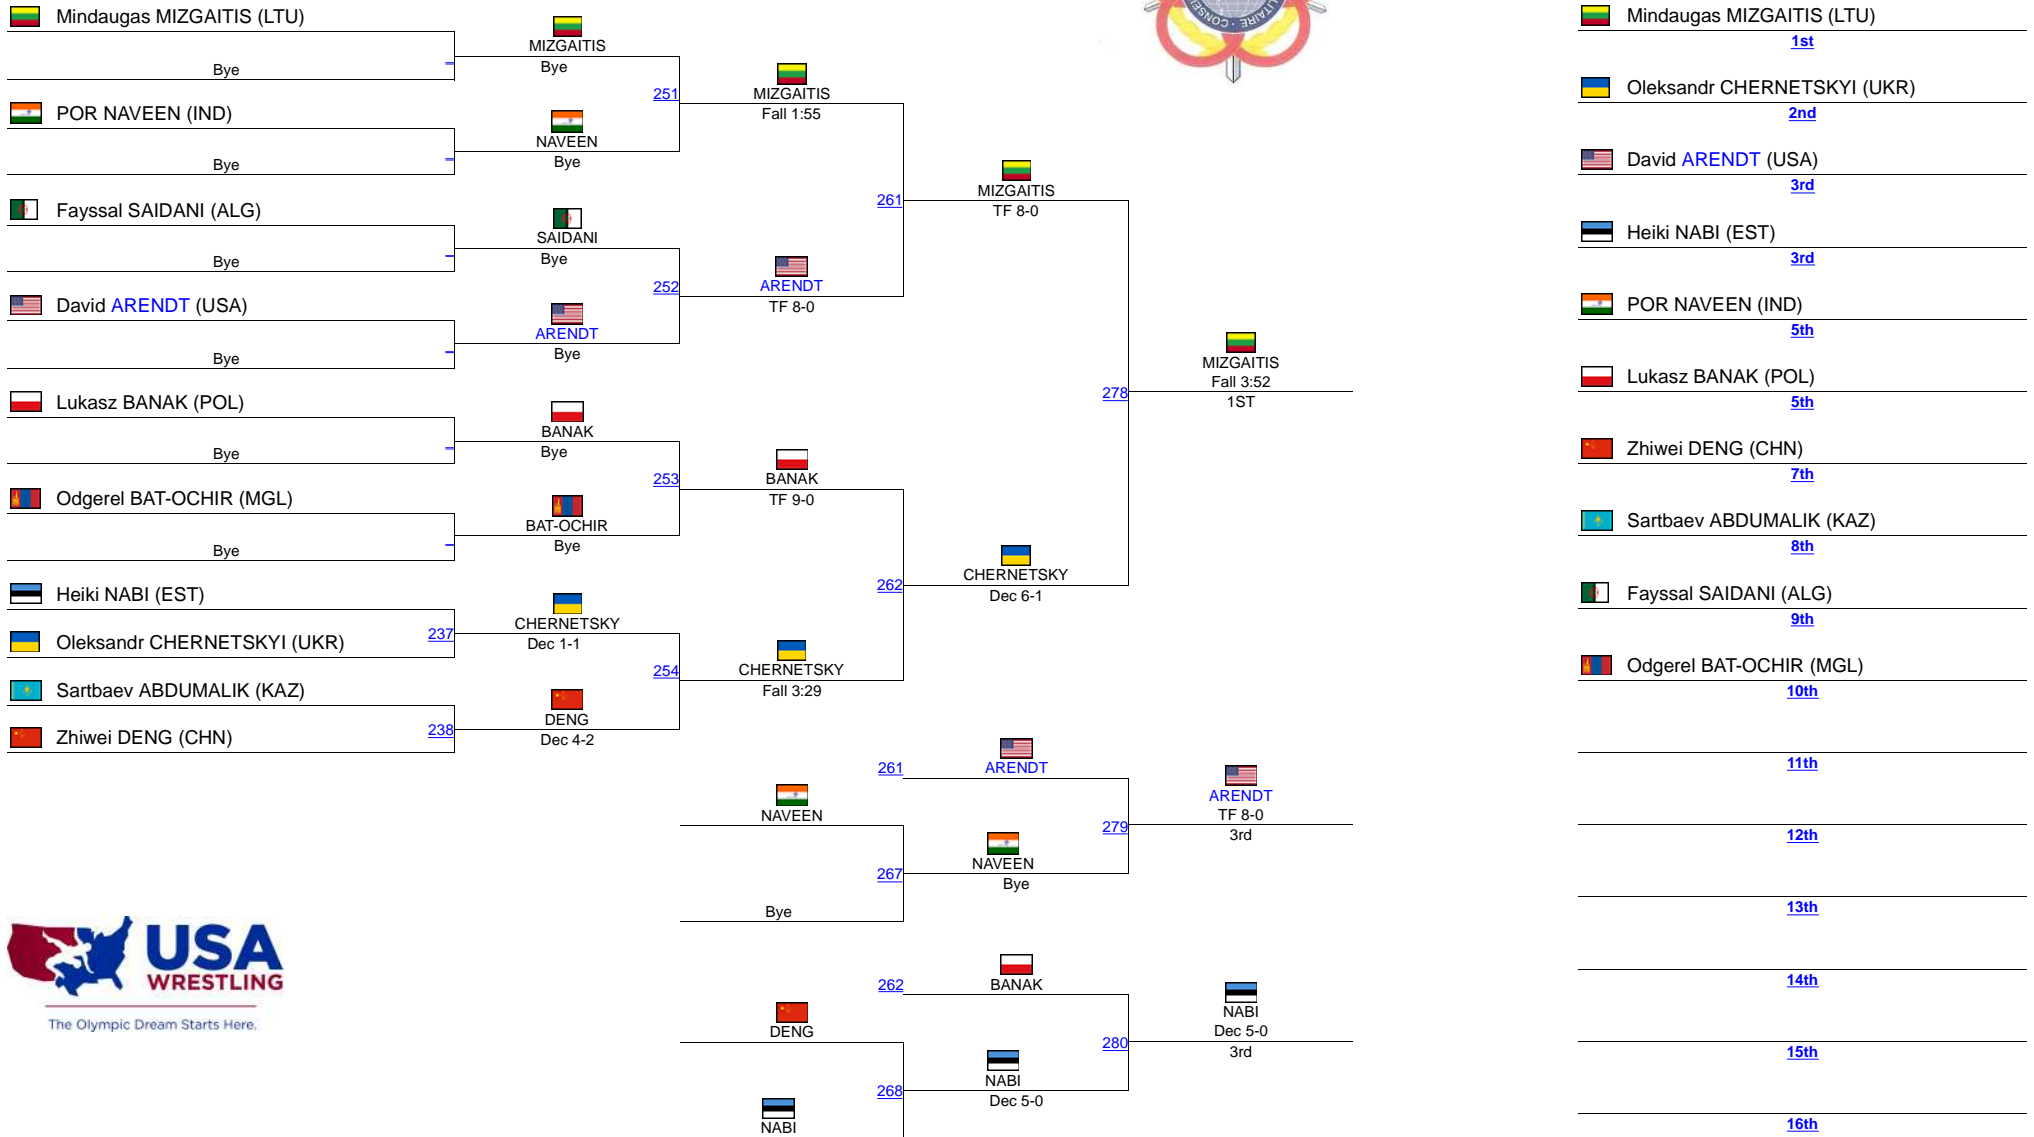 Mindaugas MIZGAITIS (LTU)
Bye
POR NAVEEN (IND)
Bye
Fayssal SAIDANI (ALG)
Bye
David ARENDT (USA)
Bye
Lukasz BANAK (POL)
Bye
Odgerel BAT-OCHIR (MGL)
Bye
Heiki NABI (EST)
237
Oleksandr CHERNETSKYI (UKR)
Sartbaev ABDUMALIK (KAZ)
238
Zhiwei DENG (CHN)
MIZGAITIS
Bye
251
NAVEEN
Bye
SAIDANI
Bye
252
ARENDT
Bye
BANAK
Bye
253
BAT-OCHIR
Bye
CHERNETSKY
Dec 1-1
254
DENG
Dec 4-2
MIZGAITIS
Fall 1:55
261
ARENDT
TF 8-0
BANAK
TF 9-0
262
CHERNETSKY
Fall 3:29
MIZGAITIS
TF 8-0
278
CHERNETSKY
Dec 6-1
MIZGAITIS
Fall 3:52
1ST
261
ARENDT
NAVEEN
267
Bye
NAVEEN
Bye
279
ARENDT
TF 8-0
3rd
262
BANAK
DENG
268
NABI
NABI
Dec 5-0
280
NABI
Dec 5-0
3rd
LITAIRE · CONSEI
USA
WRESTLING
The Olympic Dream Starts Here.
Mindaugas MIZGAITIS (LTU)
1st
Oleksandr CHERNETSKYI (UKR)
2nd
David ARENDT (USA)
3rd
Heiki NABI (EST)
3rd
POR NAVEEN (IND)
5th
Lukasz BANAK (POL)
5th
Zhiwei DENG (CHN)
7th
Sartbaev ABDUMALIK (KAZ)
8th
Fayssal SAIDANI (ALG)
9th
Odgerel BAT-OCHIR (MGL)
10th
11th
12th
13th
14th
15th
16th